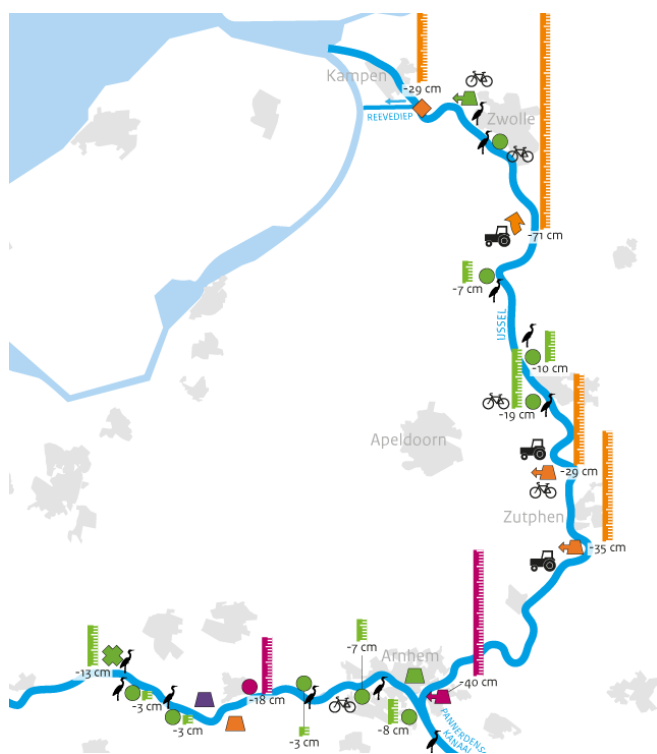 Kampen
-29 cm
REEVEDIEP
Zwolle
-71 cm
-7 cm
IJSSEL
-10 cm
-19 cm
Apeldoorn
-29 cm
Zutphen
-35 cm
-7 cm
Arnhem
-13 cm
-40 cm
-18 cm
-3 cm
-3 cm
-3 cm
-8 cm
PANNERDENS
KANAAL